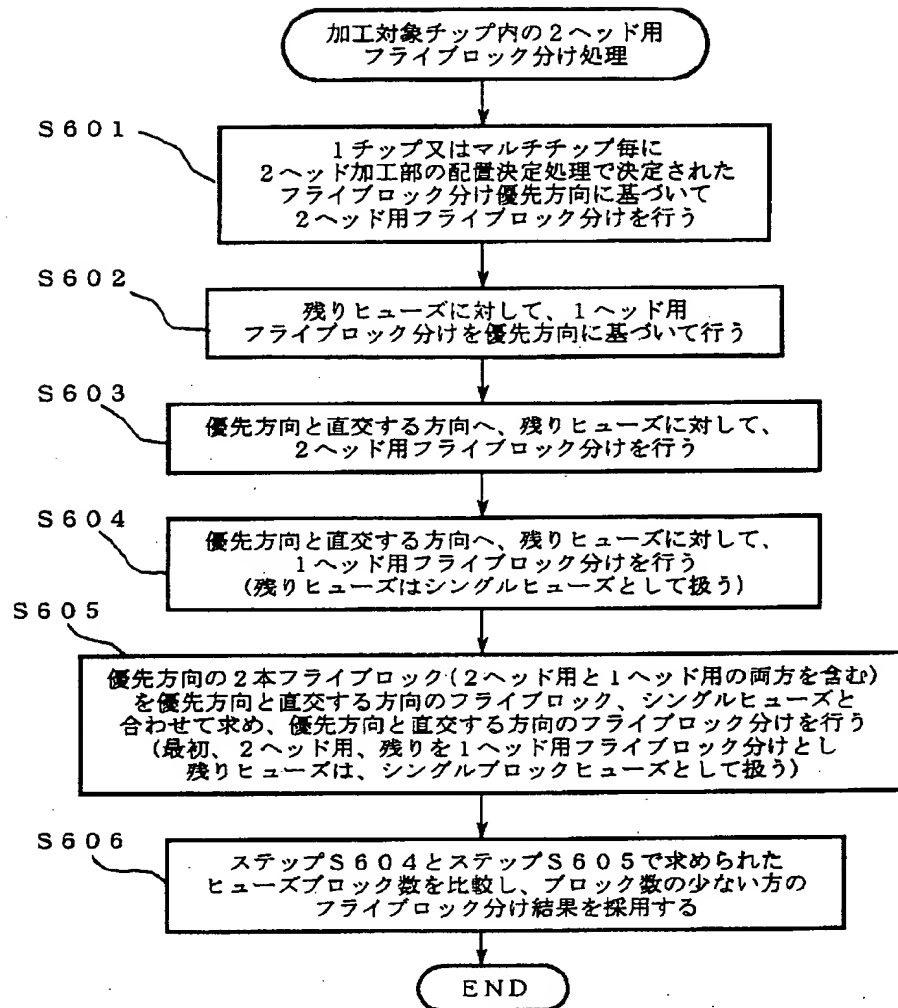 加工対象チップ内の2ヘッド用
フライブロック分け処理
S601
1チップ又はマルチチップ毎に
2ヘッド加工部の配置決定処理で決定された
フライブロック分け優先方向に基づいて
2ヘッド用フライブロック分けを行う
S602
残りヒューズに対して、1ヘッド用
フライブロック分けを優先方向に基づいて行う
S603
優先方向と直交する方向へ、残りヒューズに対して、
2ヘッド用フライブロック分けを行う
S604
優先方向と直交する方向へ、残りヒューズに対して、
1ヘッド用フライブロック分けを行う
(残りヒューズはシングルヒューズとして扱う)
S605
優先方向の2本フライブロック(2ヘッド用と1ヘッド用の両方を含む)
を優先方向と直交する方向のフライブロック、シングルヒューズと
合わせて求め、優先方向と直交する方向のフライブロック分けを行う
(最初、2ヘッド用、残りを1ヘッド用フライブロック分けとし
残りヒューズは、シングルブロックヒューズとして扱う)
S606
ステップS604とステップS605で求められた
ヒューズブロック数を比較し、ブロック数の少ない方の
フライブロック分け結果を採用する
END